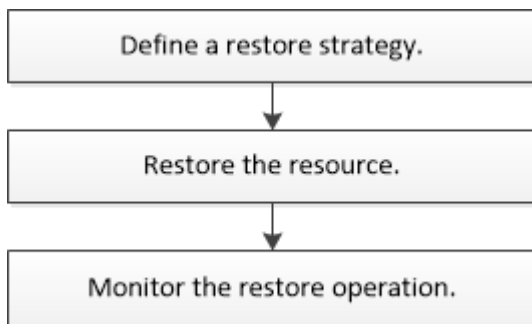 Define a restore strategy.
Restore the resource.
Monitor the restore operation.